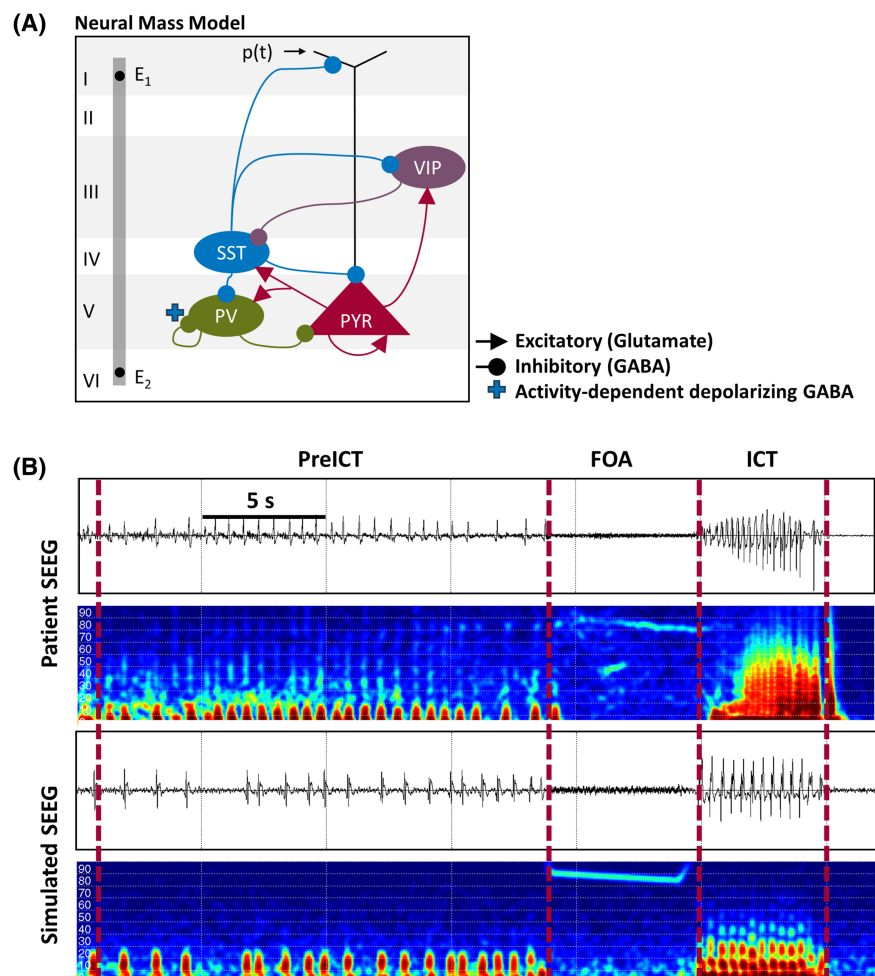 (A)
Neural Mass Model
p(t)
I
E1
II
VIP
III
SST
IV
V
PV
PYR
VI
E2
Excitatory (Glutamate)
Inhibitory (GABA)
Activity-dependent depolarizing GABA
(B)
PreICT FOA ICT
5 s
Patient SEEG
90
80
70
60
50
40
30
20
10
Simulated SEEG
90
80
70
60
50
40
30
20
10